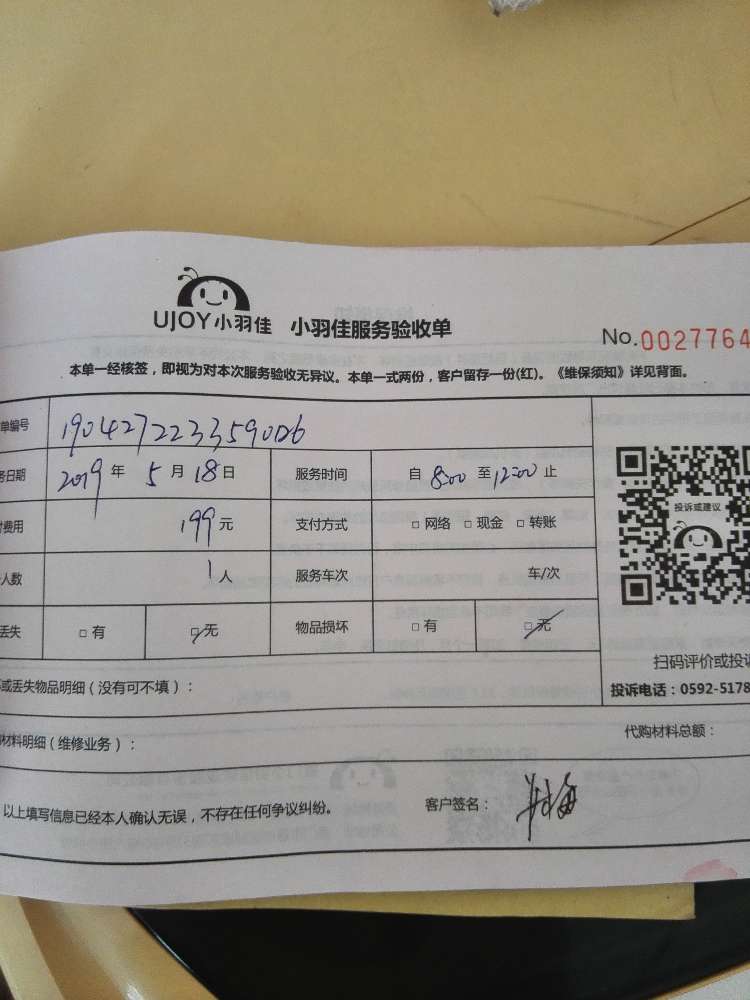 UJOY小羽佳 小羽佳服务验收单
No.0027764
本单一经核签，即视为对本次服务验收无异议。本单一式两份，客户留存一份(红)。《维保须知》详见背面。
单编号 190427223359006
务日期 2019 年 5 月 18 日 服务时间 自 8:00 至 12:00 止
费用 199 元 支付方式 □ 网络 □ 现金 □ 转账
人数 1 人 服务车次 车/次
丢失 □ 有 □ 无 物品损坏 □ 有 □ 无
投诉或建议
扫码评价或投诉
或丢失物品明细（没有可不填）：
投诉电话：0592-5178
材料明细（维修业务）：
代购材料总额：
以上填写信息已经本人确认无误，不存在任何争议纠纷。
客户签名：